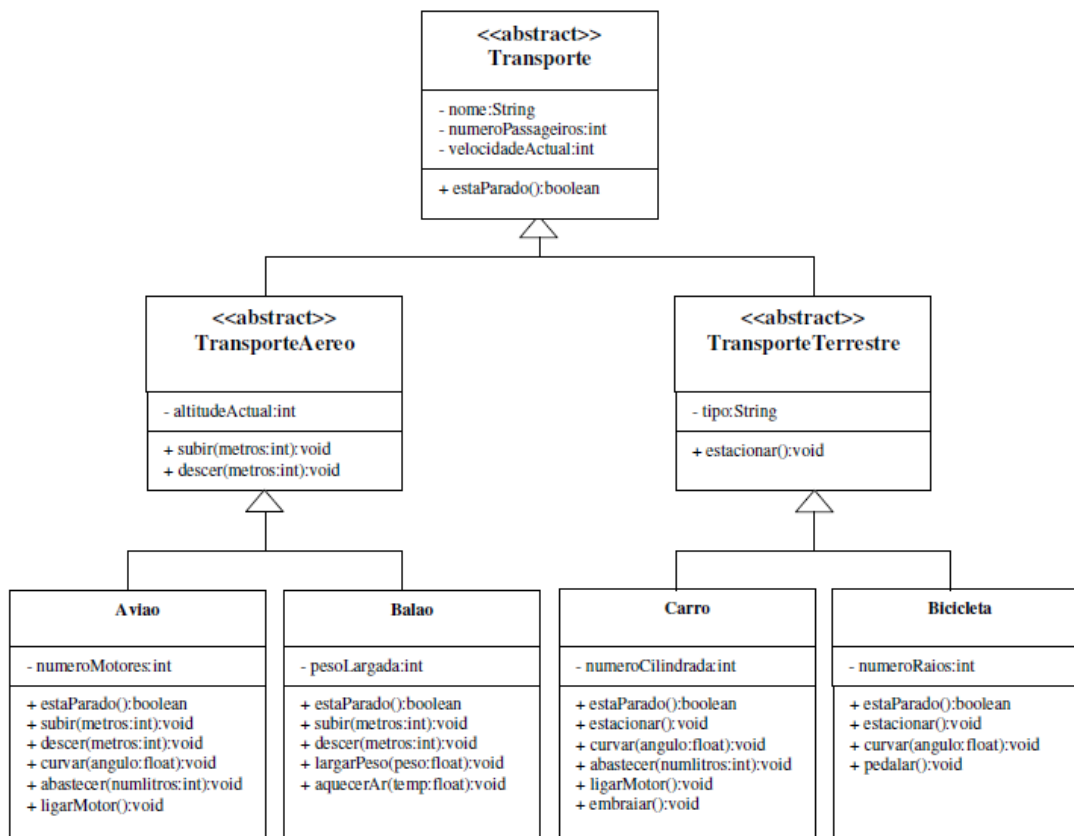 <<abstract>>
Transporte
- nome:String
- numeroPassageiros:int
- velocidadeActual:int
+ estaParado():boolean
<<abstract>>
TransporteAereo
- altitudeActual:int
+ subir(metros:int):void
+ descer(metros:int):void
<<abstract>>
TransporteTerrestre
- tipo:String
+ estacionar():void
Aviao
- numeroMotores:int
+ estaParado():boolean
+ subir(metros:int):void
+ descer(metros:int):void
+ curvar(angulo:float):void
+ abastecer(numlitros:int):void
+ ligarMotor():void
Balao
- pesoLargada:int
+ estaParado():boolean
+ subir(metros:int):void
+ descer(metros:int):void
+ largarPeso(peso:float):void
+ aquecerAr(temp:float):void
Carro
- numeroCilindrada:int
+ estaParado():boolean
+ estacionar():void
+ curvar(angulo:float):void
+ abastecer(numlitros:int):void
+ ligarMotor():void
+ embraiar():void
Bicicleta
- numeroRaios:int
+ estaParado():boolean
+ estacionar():void
+ curvar(angulo:float):void
+ pedalar():void